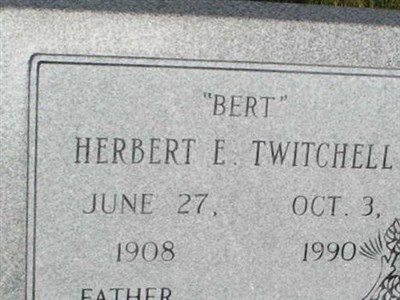 "BERT"
HERBERT E. TWITCHELL
JUNE 27, OCT. 3,
1908 1990
FATHER